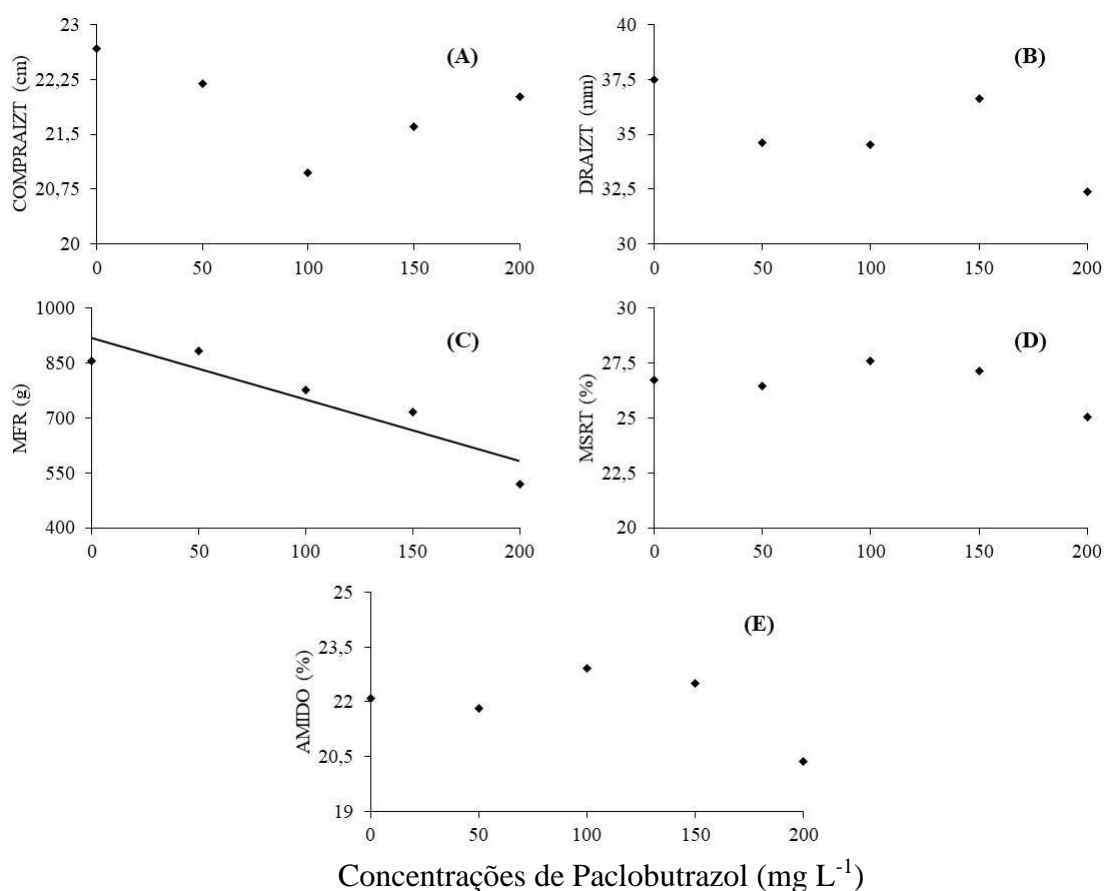 (A)
COMPRAIZT (cm)
23
22,25
21,5
20,75
20
0 50 100 150 200
(B)
DRAIZT (mm)
40
37,5
35
32,5
30
0 50 100 150 200
(C)
MFR (g)
1000
850
700
550
400
0 50 100 150 200
(D)
MSRT (%)
30
27,5
25
22,5
20
0 50 100 150 200
(E)
AMIDO (%)
25
23,5
22
20,5
19
0 50 100 150 200
Concentrações de Paclobutrazol (mg L⁻¹)